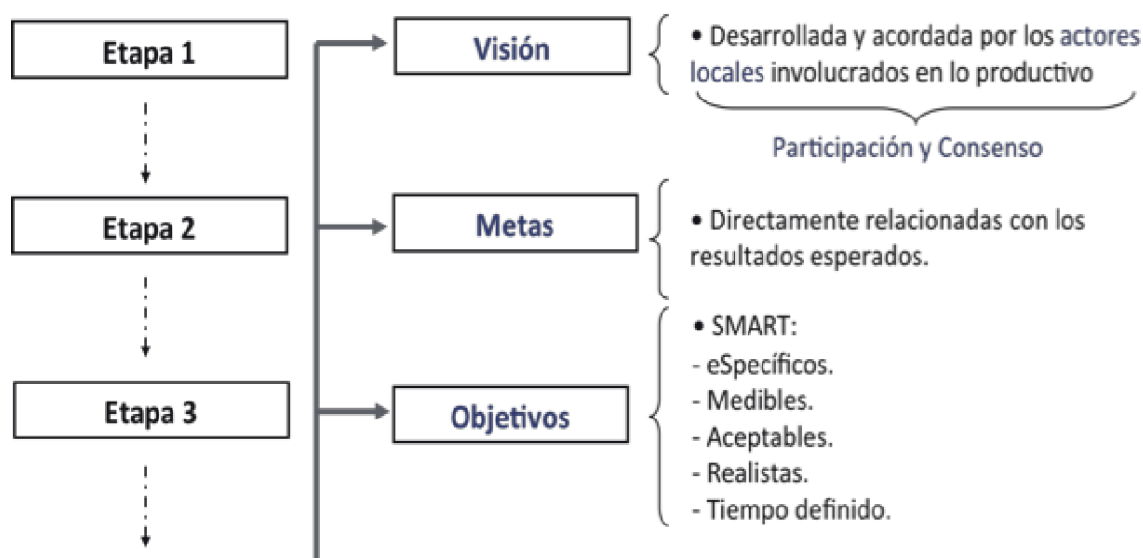 Etapa 1
Visión
• Desarrollada y acordada por los actores
locales involucrados en lo productivo
Participación y Consenso
Etapa 2
Metas
• Directamente relacionadas con los
resultados esperados.
Etapa 3
Objetivos
• SMART:
- eSpecíficos.
- Medibles.
- Aceptables.
- Realistas.
- Tiempo definido.